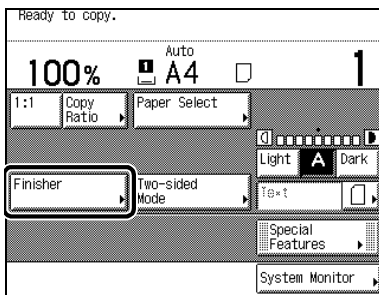 Ready to copy.
Auto
100% 1 A4 1
1:1 Copy Ratio Paper Select
Light A Dark
Finisher Two-sided Mode Text
Special Features
System Monitor